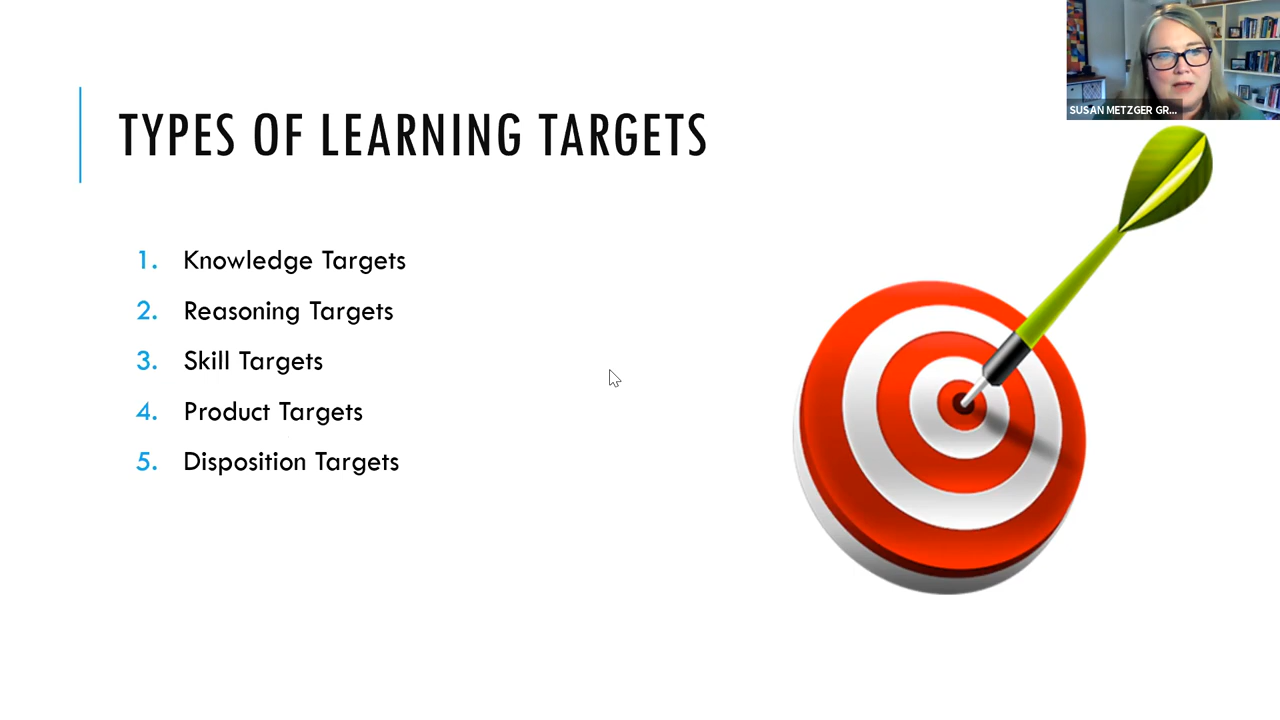 SUSAN METZGER GR...
TYPES OF LEARNING TARGETS
1. Knowledge Targets
2. Reasoning Targets
3. Skill Targets
4. Product Targets
5. Disposition Targets